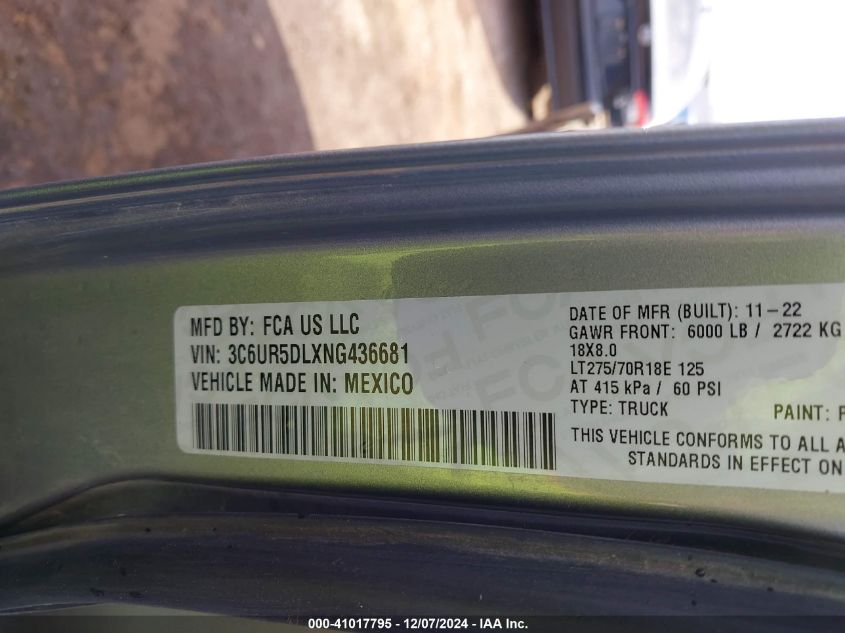 MFD BY: FCA US LLC
VIN: 3C6UR5DLXNG436681
VEHICLE MADE IN: MEXICO
DATE OF MFR (BUILT): 11-22
GAWR FRONT: 6000 LB / 2722 KG
18X8.0
LT275/70R18E 125
AT 415 kPa / 60 PSI
TYPE: TRUCK PAINT:
THIS VEHICLE CONFORMS TO ALL
STANDARDS IN EFFECT ON
000-41017795 - 12/07/2024 - IAA Inc.